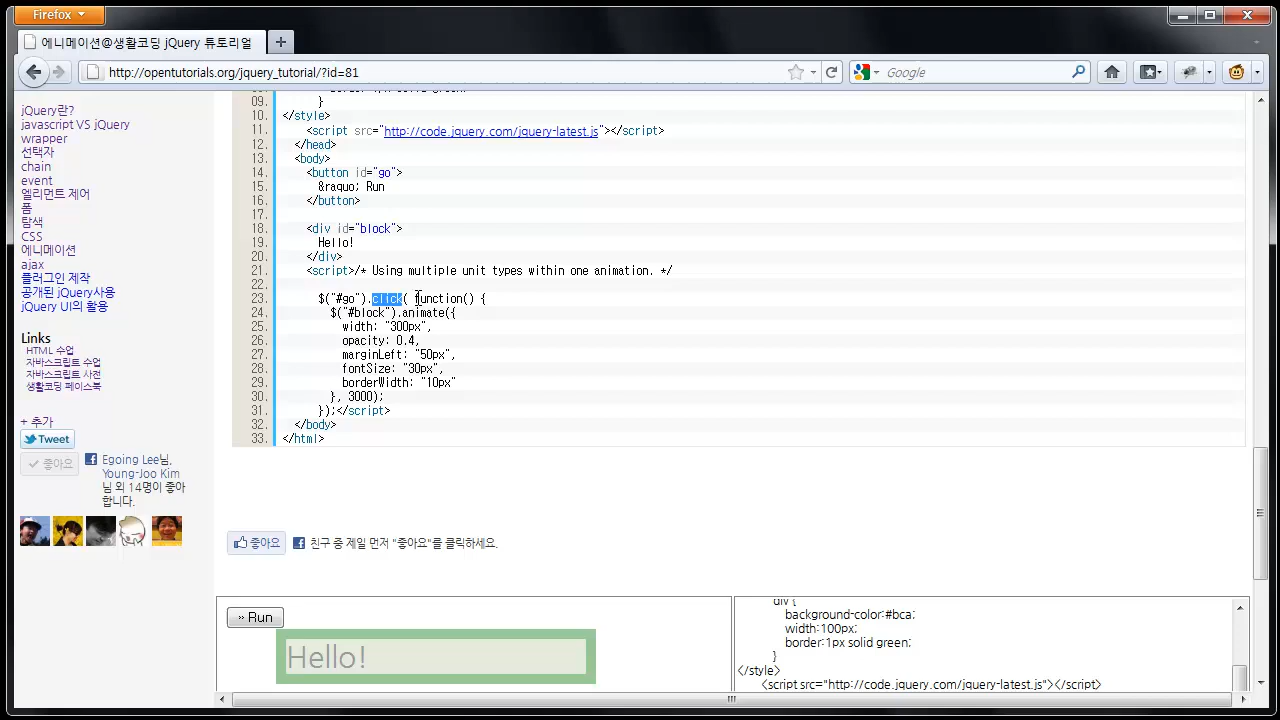 Firefox
에니메이션@생활코딩 jQuery 튜토리얼
http://opentutorials.org/jquery_tutorial/?id=81
Google
jQuery란?
javascript VS jQuery
wrapper
선택자
chain
event
엘리먼트 제어
폼
탐색
CSS
에니메이션
ajax
플러그인 제작
공개된 jQuery사용
jQuery UI의 활용
Links
HTML 수업
자바스크립트 수업
자바스크립트 사전
생활코딩 페이스북
+ 추가
Tweet
좋아요
Egoing Lee님,
Young-Joo Kim
님 외 14명이 좋아
합니다.
09. }
10. </style>
11. <script src="http://code.jquery.com/jquery-latest.js"></script>
12. </head>
13. <body>
14. <button id="go">
15. &raquo; Run
16. </button>
17.
18. <div id="block">
19. Hello!
20. </div>
21. <script>/* Using multiple unit types within one animation. */
22.
23. $("#go").click( function() {
24. $("#block").animate({
25. width: "300px",
26. opacity: 0.4,
27. marginLeft: "50px",
28. fontSize: "30px",
29. borderWidth: "10px"
30. }, 3000);
31. });</script>
32. </body>
33. </html>
좋아요
친구 중 제일 먼저 "좋아요"를 클릭하세요.
» Run
Hello!
div {
background-color:#bca;
width:100px;
border:1px solid green;
}
</style>
<script src="http://code.jquery.com/jquery-latest.js"></script>